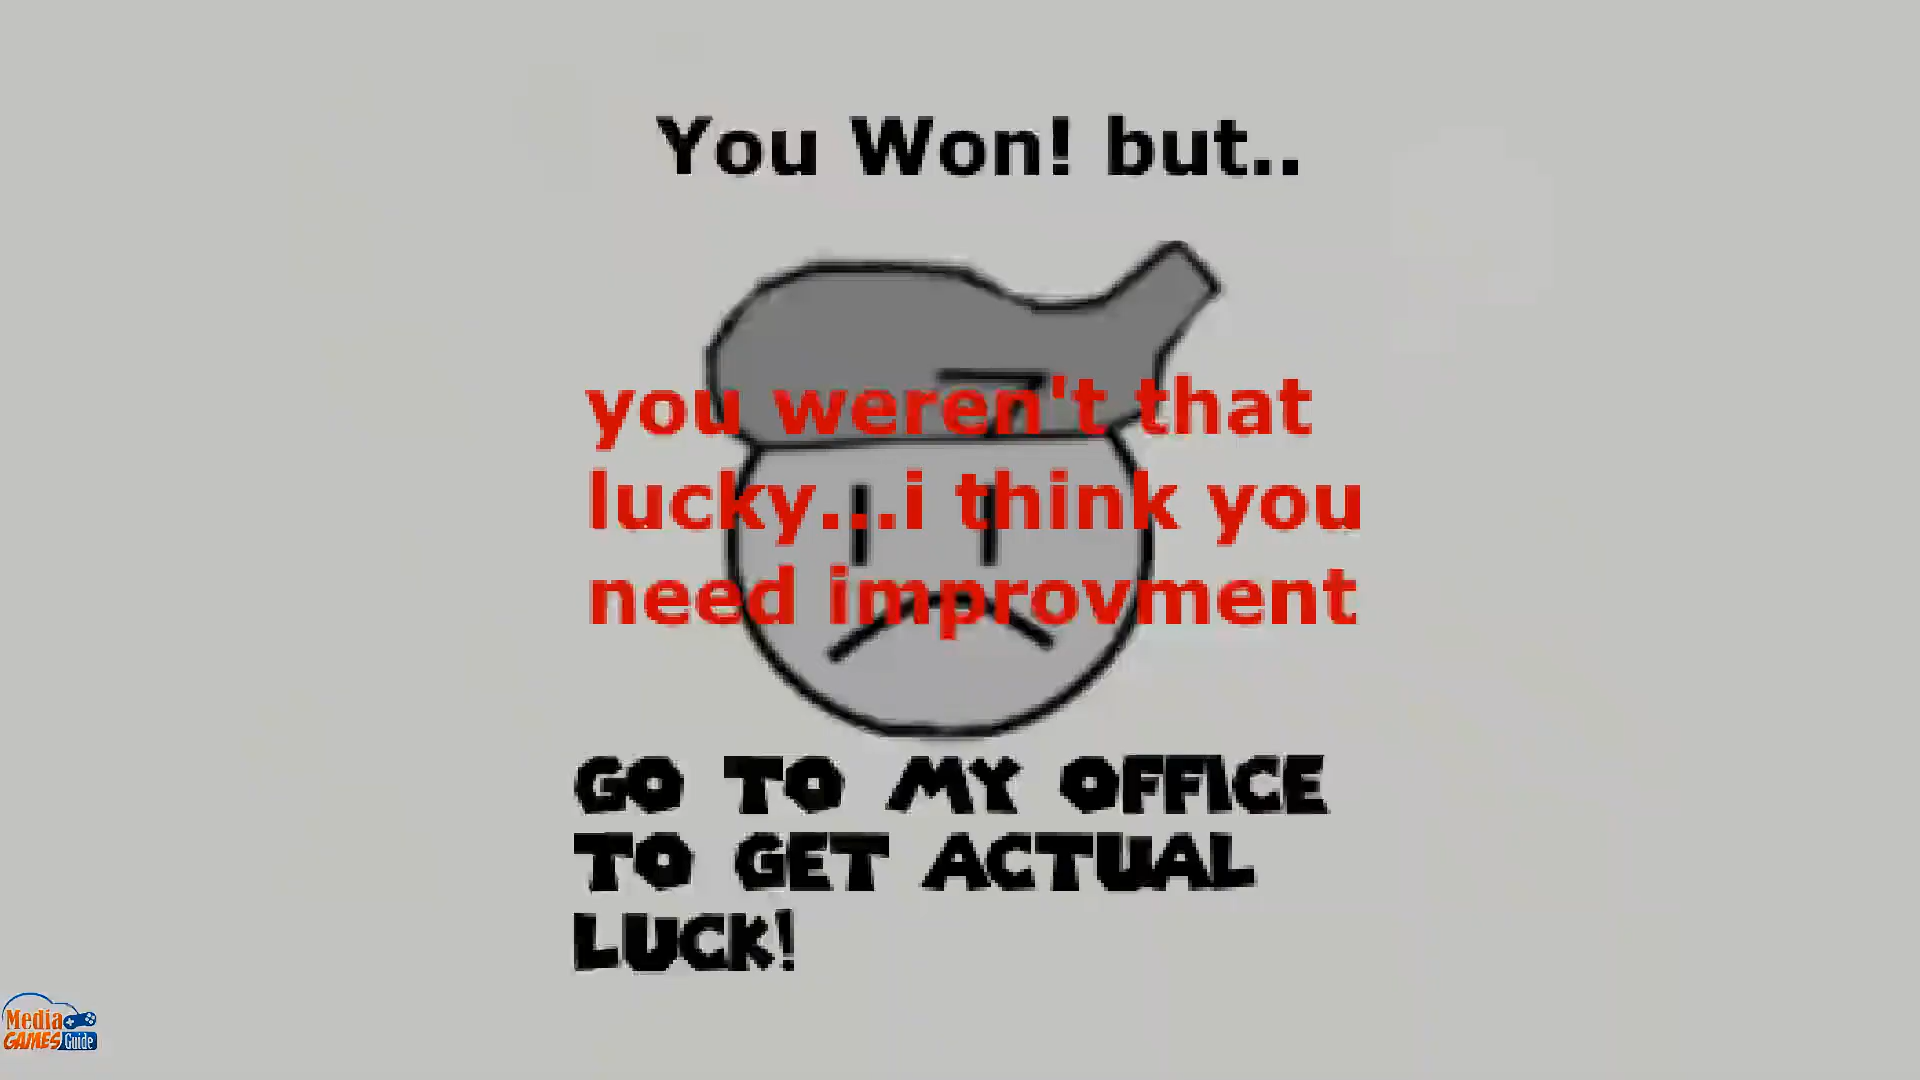 You Won! but..
you weren't that
lucky...i think you
need improvment
GO TO MY OFFICE
TO GET ACTUAL
LUCK!
Media
GAMES Guide